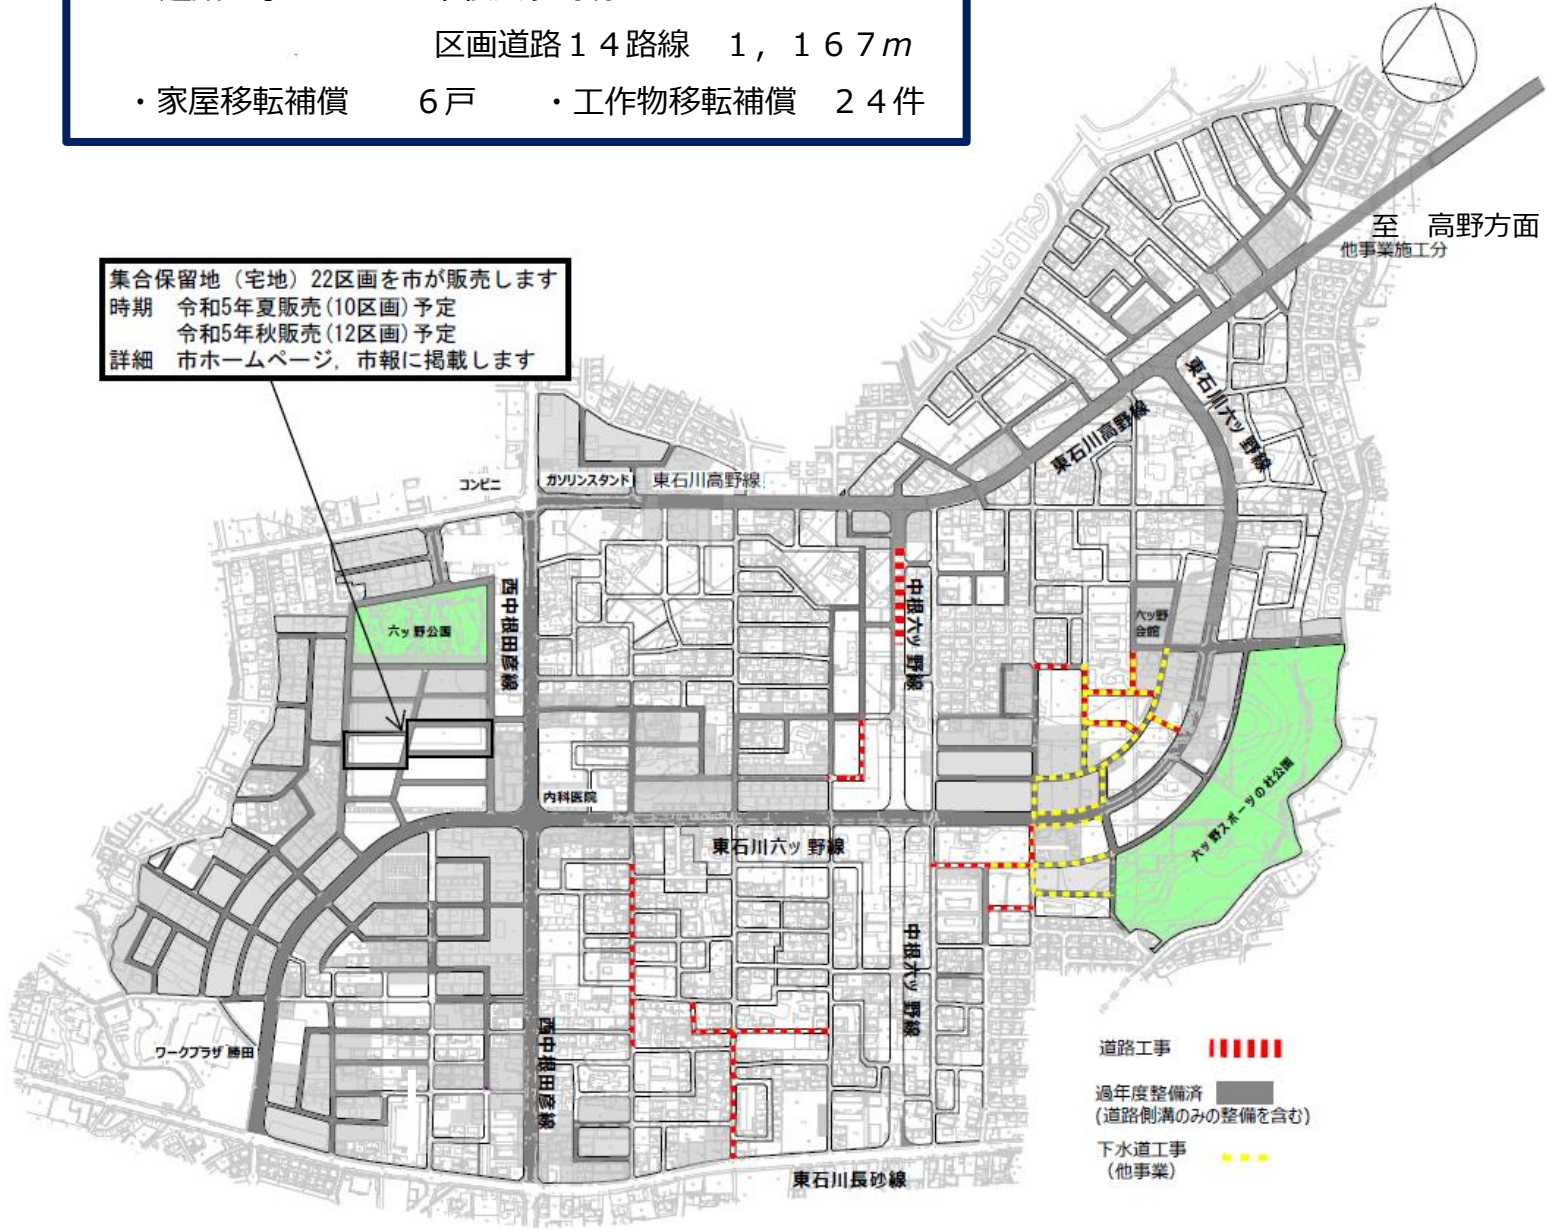 区画道路１４路線　１，１６７m
・家屋移転補償　　６戸　　・工作物移転補償　２４件
至　高野方面
他事業施工分
集合保留地（宅地）22区画を市が販売します
時期　令和5年夏販売(10区画)予定
令和5年秋販売(12区画)予定
詳細　市ホームページ，市報に掲載します
東石川六ッ野線
東石川高野線
コンビニ
ガソリンスタンド
東石川高野線
西中根田彦線
中根六ッ野線
六ッ野公園
六ッ野
会館
内科医院
東石川六ッ野線
六ッ野スポーツの杜公園
中根六ッ野線
西中根田彦線
ワークプラザ勝田
東石川長砂線
道路工事
過年度整備済
(道路側溝のみの整備を含む)
下水道工事
（他事業）